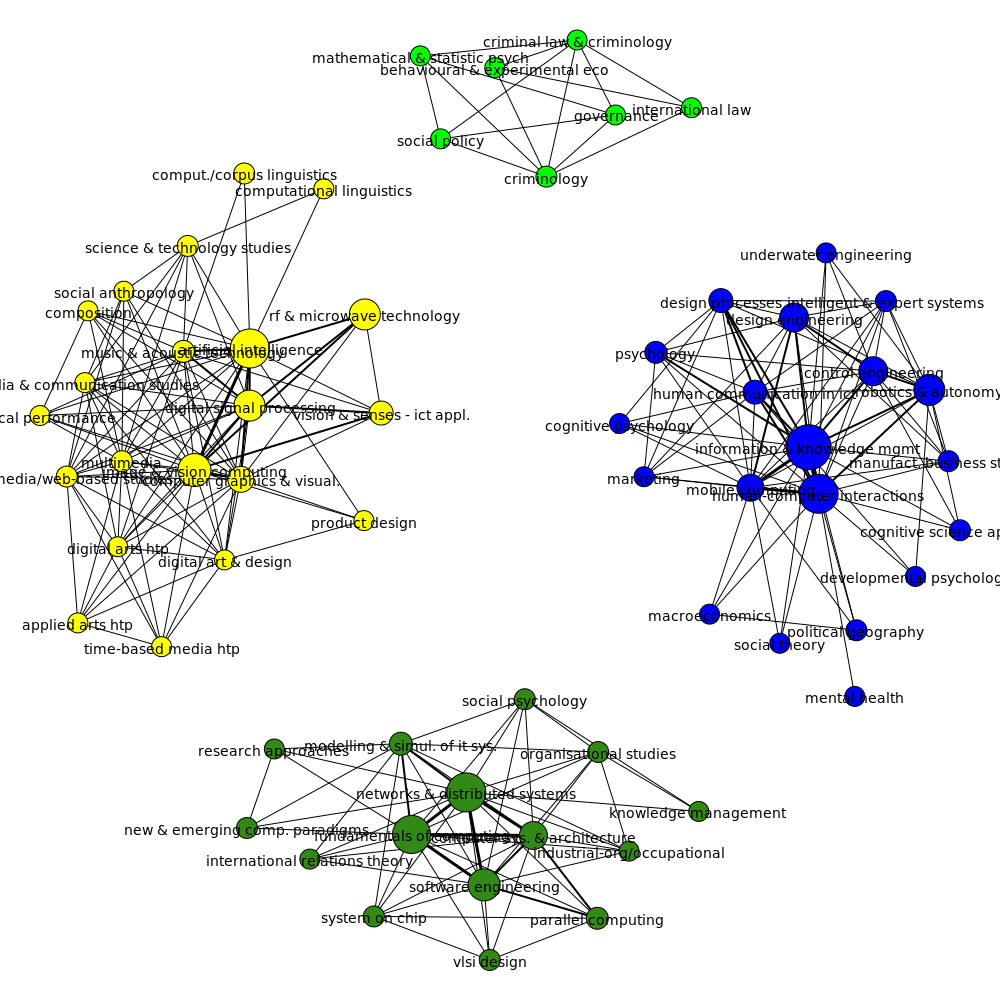 criminal law & criminology
mathematical & statistic psych
behavioural & experimental eco
international law
governance
social policy
criminology
comput./corpus linguistics
computational linguistics
science & technology studies
social anthropology
composition
rf & microwave technology
music & acoustic technology
artificial intelligence
dia & communication studies
digital signal processing
vision & senses - ict appl.
cal performance
multimedia
image & vision computing
media/web-based studies
computer graphics & visual.
product design
digital arts htp
digital art & design
applied arts htp
time-based media htp
underwater engineering
design processes
intelligent & expert systems
design engineering
psychology
control engineering
human communication in ict
robotics & autonomy
cognitive psychology
information & knowledge mgmt
manufact. business st
marketing
mobile computing
human-computer interactions
cognitive science ap
developmental psycholog
macroeconomics
political geography
social theory
mental health
social psychology
research approaches
modelling & simul. of it sys.
organisational studies
networks & distributed systems
knowledge management
new & emerging comp. paradigms
fundamentals of computing
computer sys. & architecture
industrial-org/occupational
international relations theory
software engineering
system on chip
parallel computing
vlsi design